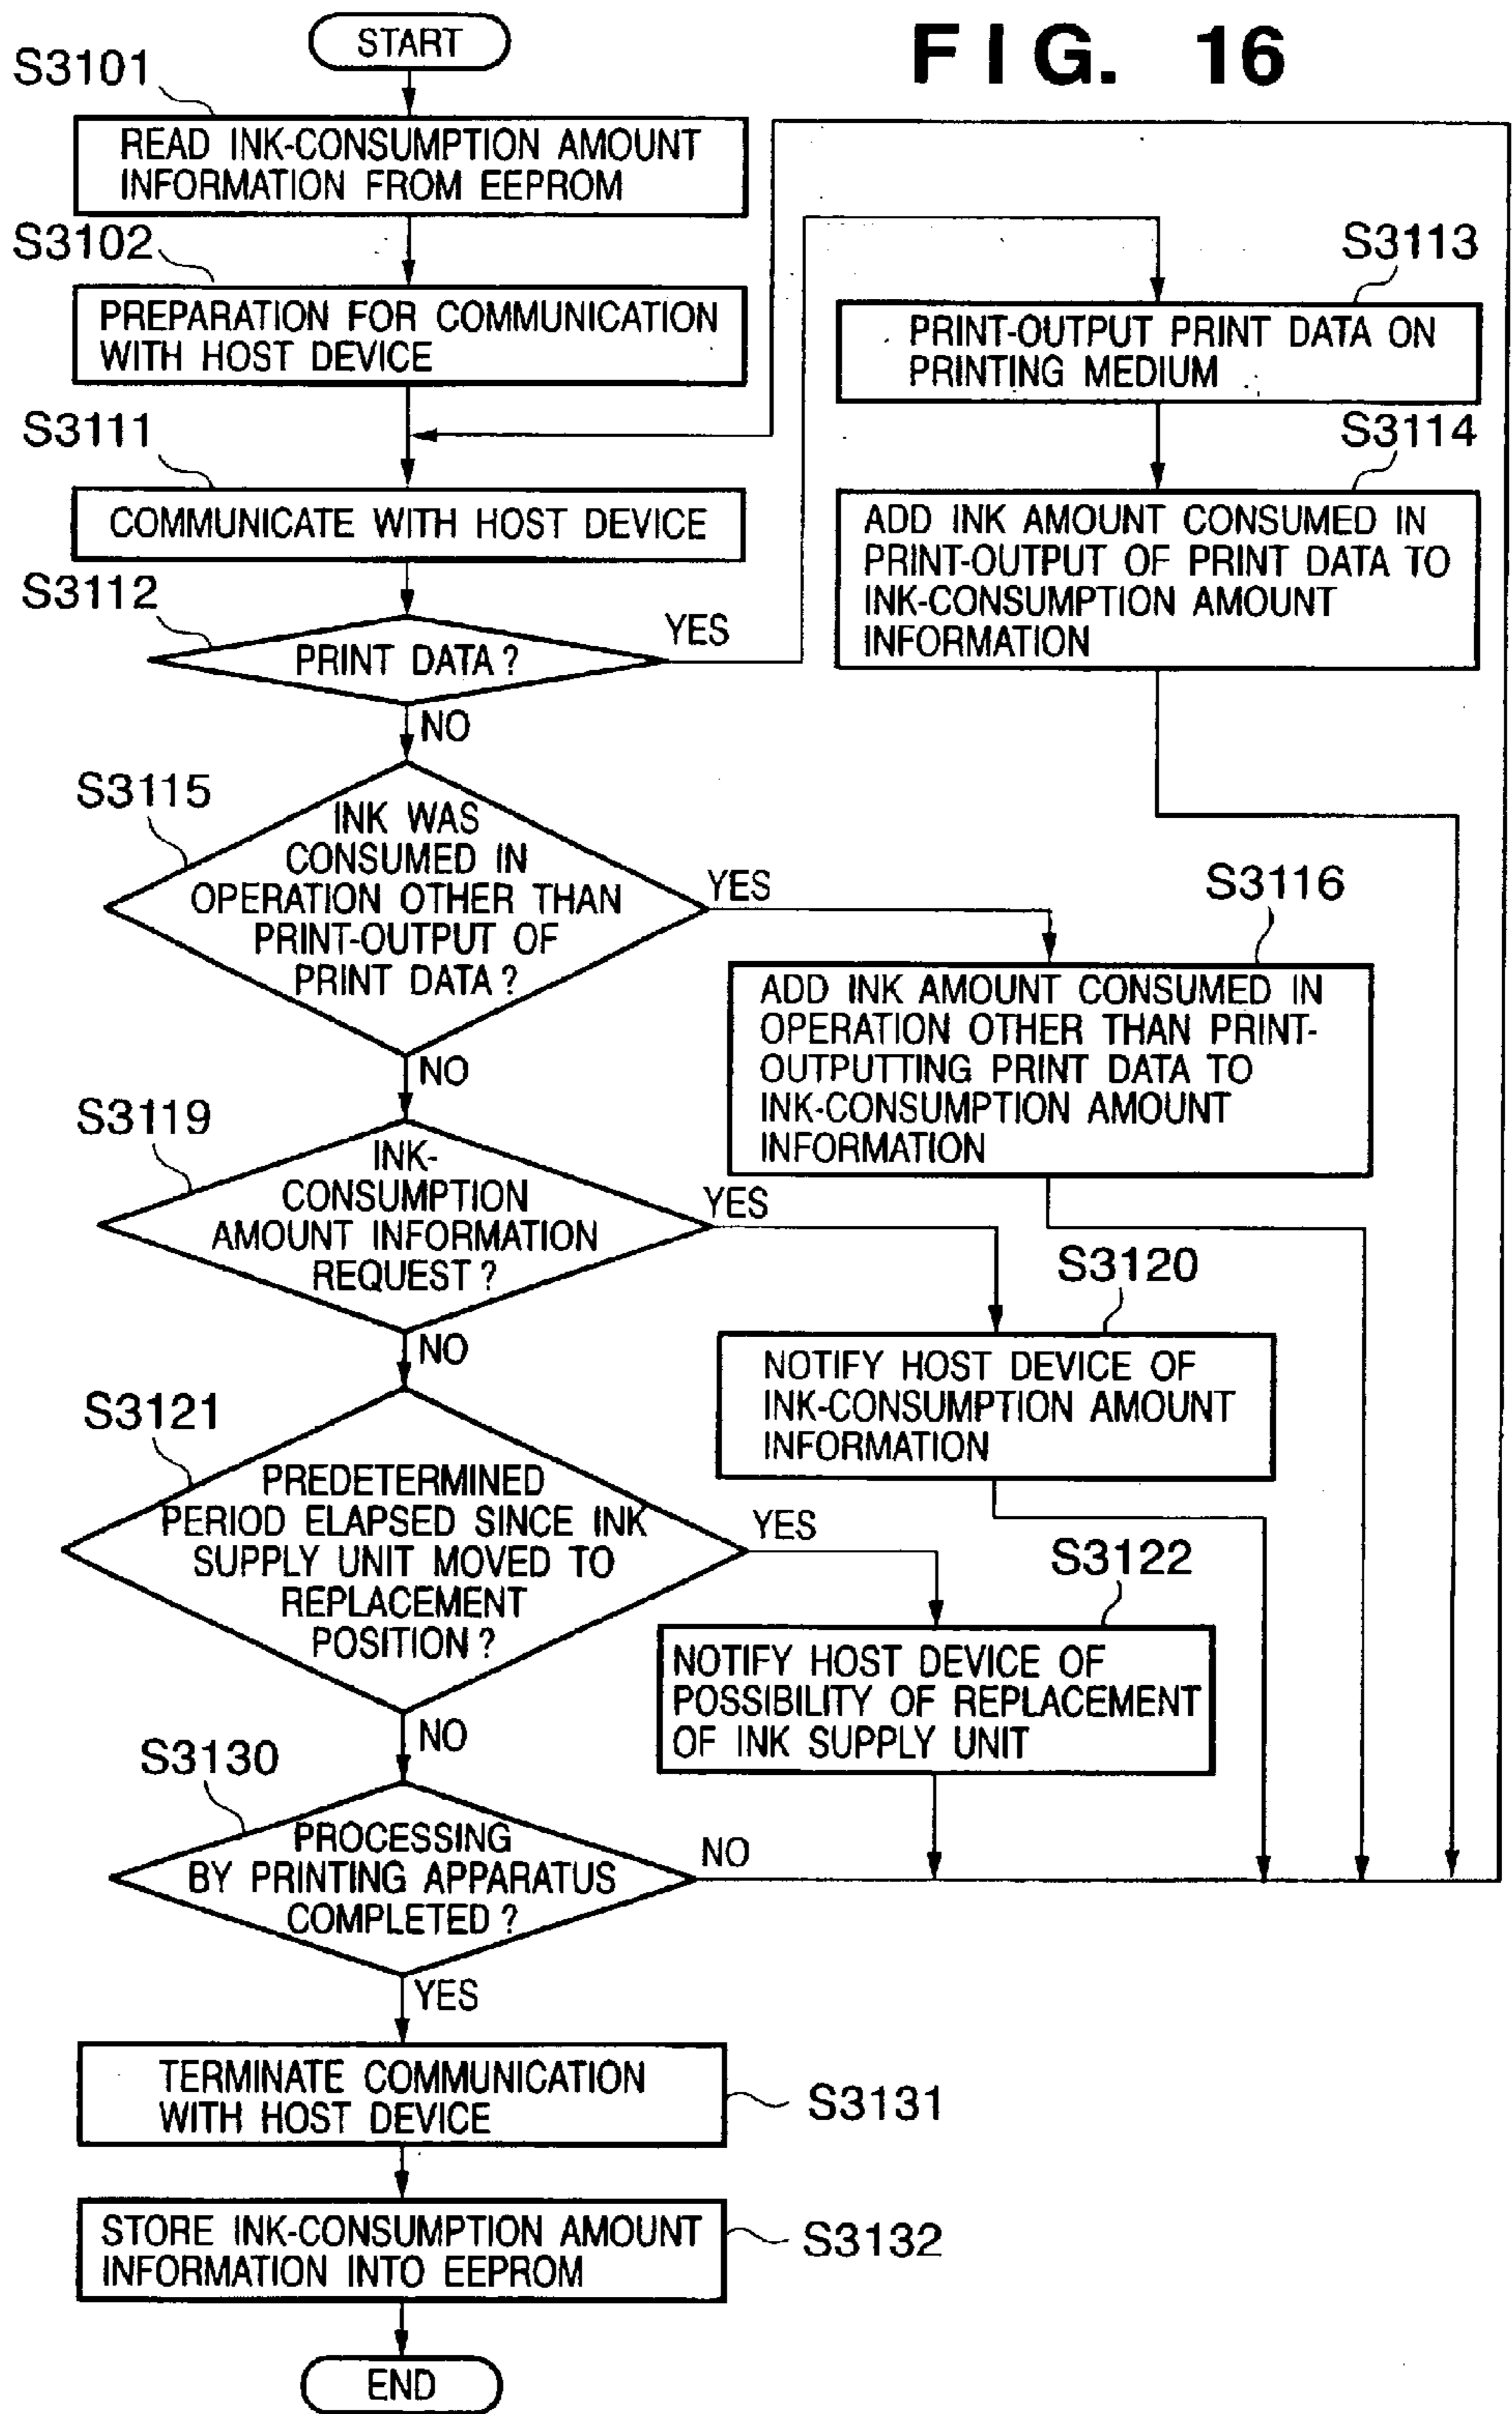 FIG. 16
START
S3101
READ INK-CONSUMPTION AMOUNT
INFORMATION FROM EEPROM
S3102
PREPARATION FOR COMMUNICATION
WITH HOST DEVICE
S3111
COMMUNICATE WITH HOST DEVICE
S3112
PRINT DATA?
YES
NO
S3113
PRINT-OUTPUT PRINT DATA ON
PRINTING MEDIUM
S3114
ADD INK AMOUNT CONSUMED IN
PRINT-OUTPUT OF PRINT DATA TO
INK-CONSUMPTION AMOUNT
INFORMATION
S3115
INK WAS
CONSUMED IN
OPERATION OTHER THAN
PRINT-OUTPUT OF
PRINT DATA?
YES
NO
S3116
ADD INK AMOUNT CONSUMED IN
OPERATION OTHER THAN PRINT-
OUTPUTTING PRINT DATA TO
INK-CONSUMPTION AMOUNT
INFORMATION
S3119
INK-
CONSUMPTION
AMOUNT INFORMATION
REQUEST?
YES
NO
S3120
NOTIFY HOST DEVICE OF
INK-CONSUMPTION AMOUNT
INFORMATION
S3121
PREDETERMINED
PERIOD ELAPSED SINCE INK
SUPPLY UNIT MOVED TO
REPLACEMENT
POSITION?
YES
NO
S3122
NOTIFY HOST DEVICE OF
POSSIBILITY OF REPLACEMENT
OF INK SUPPLY UNIT
S3130
PROCESSING
BY PRINTING APPARATUS
COMPLETED?
NO
YES
TERMINATE COMMUNICATION
WITH HOST DEVICE
S3131
STORE INK-CONSUMPTION AMOUNT
INFORMATION INTO EEPROM
S3132
END